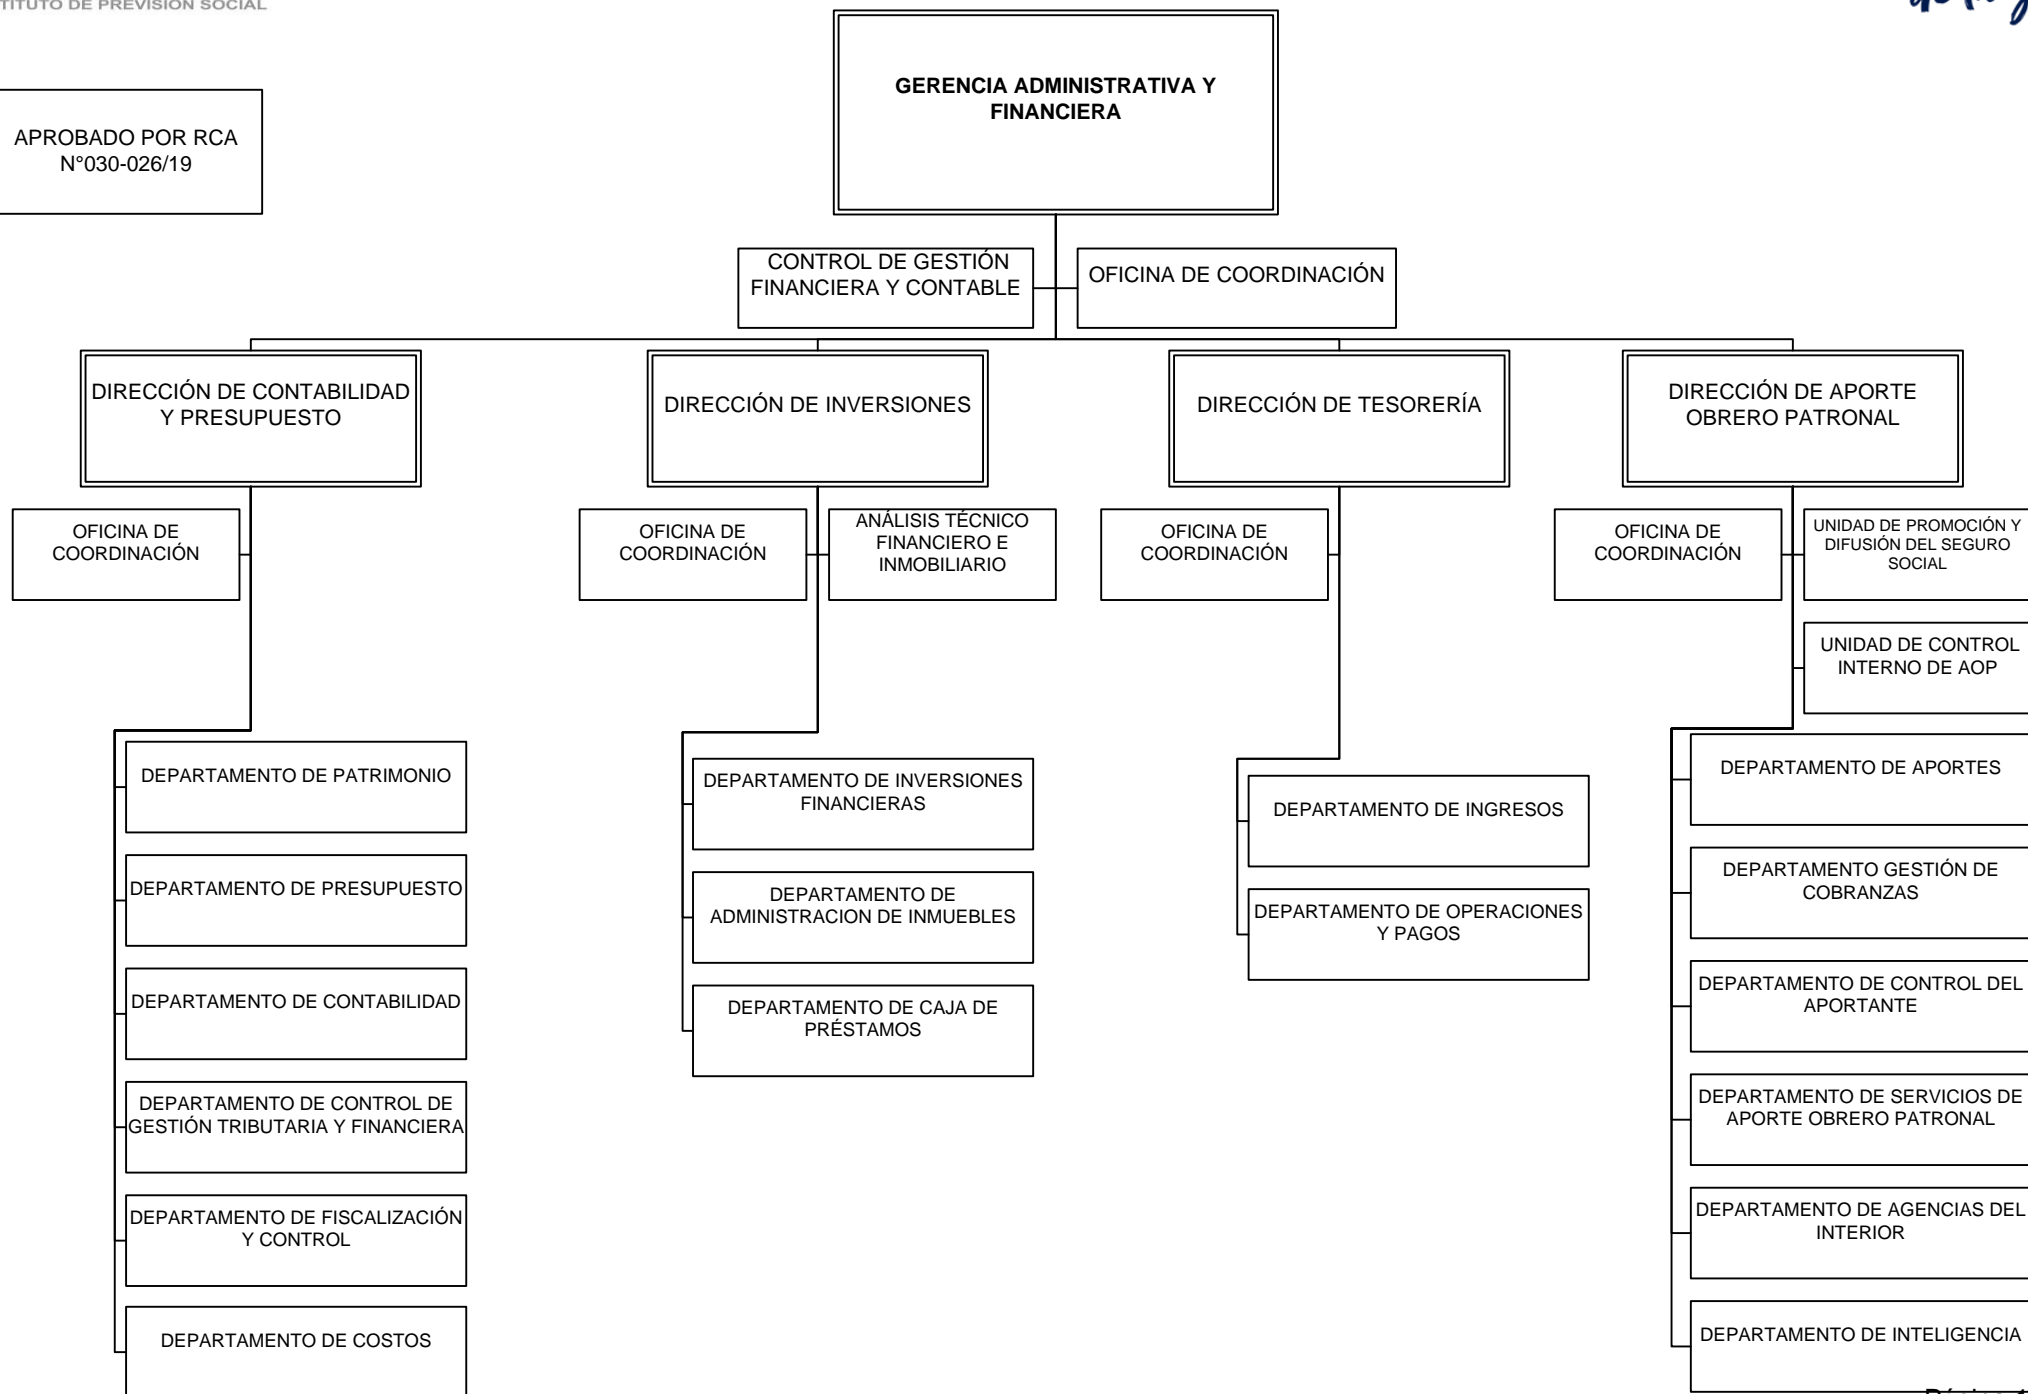 TITUTO DE PREVISIÓN SOCIAL
GERENCIA ADMINISTRATIVA Y
FINANCIERA
APROBADO POR RCA
N°030-026/19
CONTROL DE GESTIÓN
FINANCIERA Y CONTABLE
OFICINA DE COORDINACIÓN
DIRECCIÓN DE CONTABILIDAD
Y PRESUPUESTO
DIRECCIÓN DE INVERSIONES
DIRECCIÓN DE TESORERÍA
DIRECCIÓN DE APORTE
OBRERO PATRONAL
OFICINA DE
COORDINACIÓN
OFICINA DE
COORDINACIÓN
ANÁLISIS TÉCNICO
FINANCIERO E
INMOBILIARIO
OFICINA DE
COORDINACIÓN
OFICINA DE
COORDINACIÓN
UNIDAD DE PROMOCIÓN Y
DIFUSIÓN DEL SEGURO
SOCIAL
UNIDAD DE CONTROL
INTERNO DE AOP
DEPARTAMENTO DE PATRIMONIO
DEPARTAMENTO DE PRESUPUESTO
DEPARTAMENTO DE CONTABILIDAD
DEPARTAMENTO DE CONTROL DE
GESTIÓN TRIBUTARIA Y FINANCIERA
DEPARTAMENTO DE FISCALIZACIÓN
Y CONTROL
DEPARTAMENTO DE COSTOS
DEPARTAMENTO DE INVERSIONES
FINANCIERAS
DEPARTAMENTO DE
ADMINISTRACION DE INMUEBLES
DEPARTAMENTO DE CAJA DE
PRÉSTAMOS
DEPARTAMENTO DE INGRESOS
DEPARTAMENTO DE OPERACIONES
Y PAGOS
DEPARTAMENTO DE APORTES
DEPARTAMENTO GESTIÓN DE
COBRANZAS
DEPARTAMENTO DE CONTROL DEL
APORTANTE
DEPARTAMENTO DE SERVICIOS DE
APORTE OBRERO PATRONAL
DEPARTAMENTO DE AGENCIAS DEL
INTERIOR
DEPARTAMENTO DE INTELIGENCIA